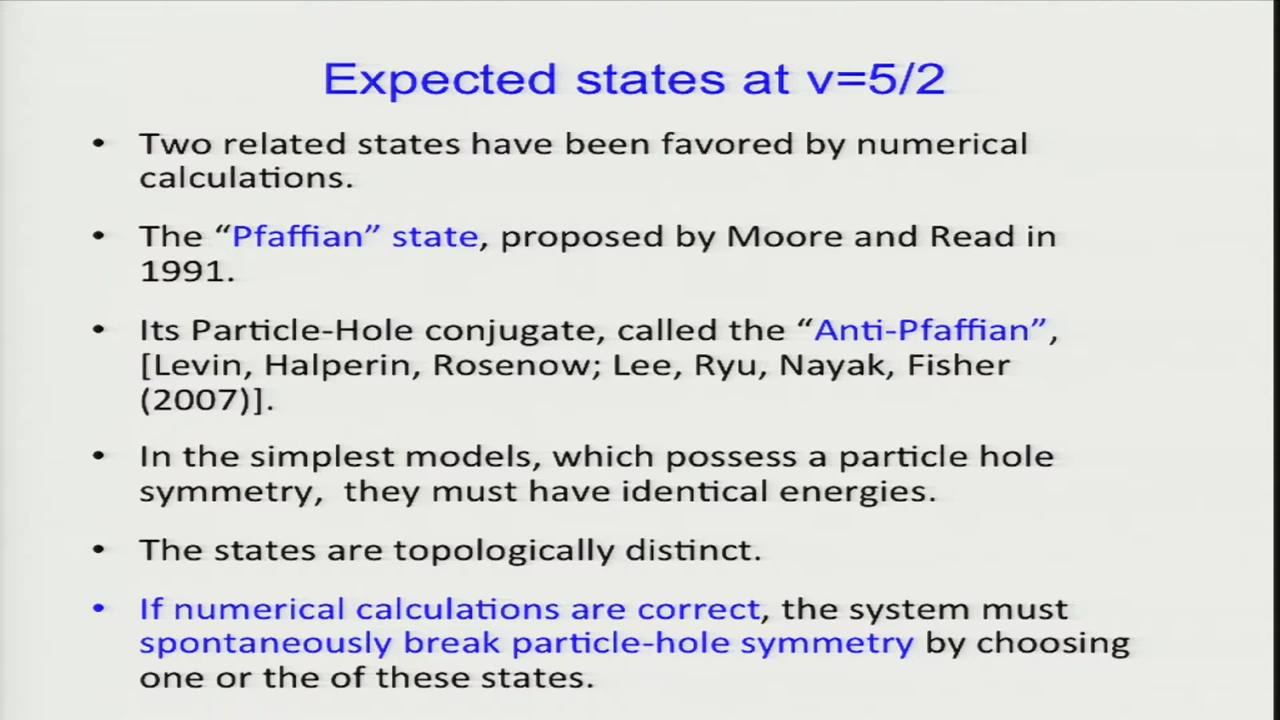 Expected states at ν=5/2
• Two related states have been favored by numerical
calculations.
• The “Pfaffian” state, proposed by Moore and Read in
1991.
• Its Particle-Hole conjugate, called the “Anti-Pfaffian”,
[Levin, Halperin, Rosenow; Lee, Ryu, Nayak, Fisher
(2007)].
• In the simplest models, which possess a particle hole
symmetry,  they must have identical energies.
• The states are topologically distinct.
• If numerical calculations are correct, the system must
spontaneously break particle-hole symmetry by choosing
one or the of these states.